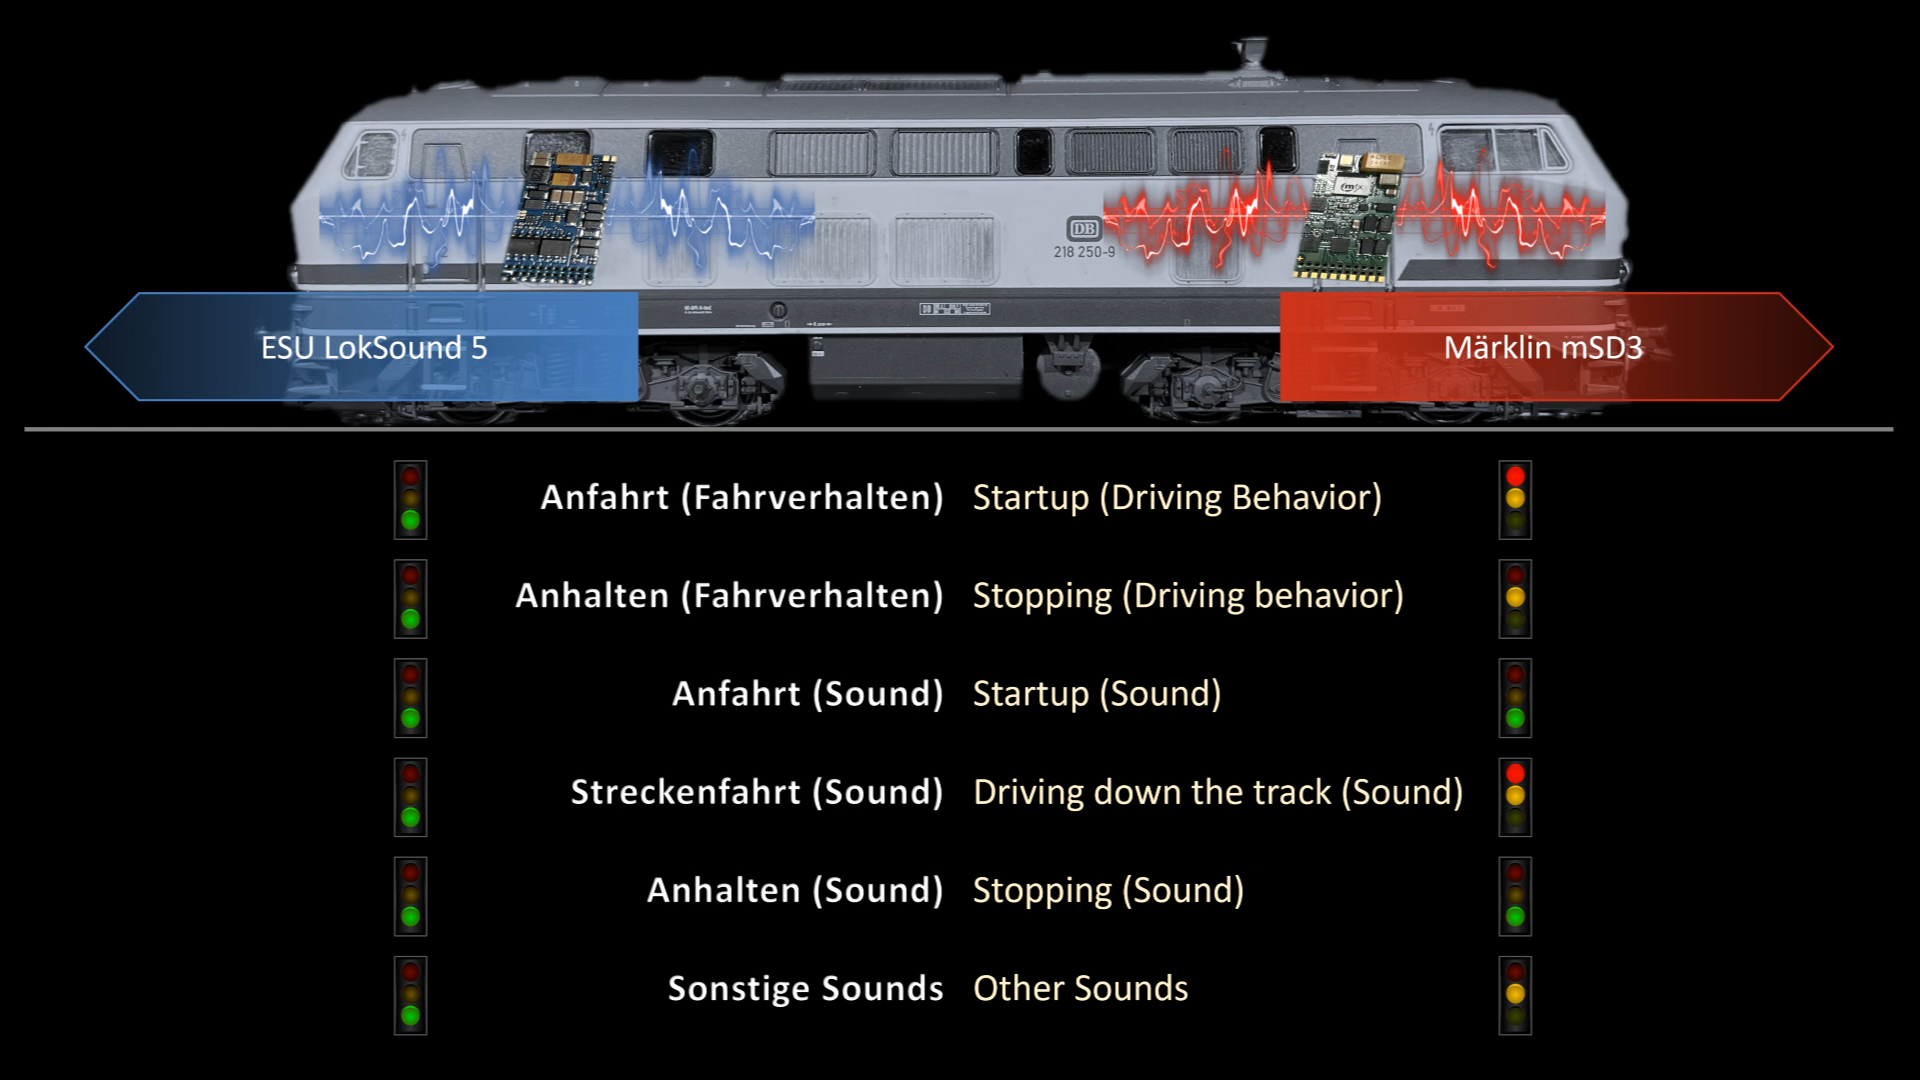 DB
218 250-9
ESU LokSound 5
Märklin mSD3
Anfahrt (Fahrverhalten) Startup (Driving Behavior)
Anhalten (Fahrverhalten) Stopping (Driving behavior)
Anfahrt (Sound) Startup (Sound)
Streckenfahrt (Sound) Driving down the track (Sound)
Anhalten (Sound) Stopping (Sound)
Sonstige Sounds Other Sounds